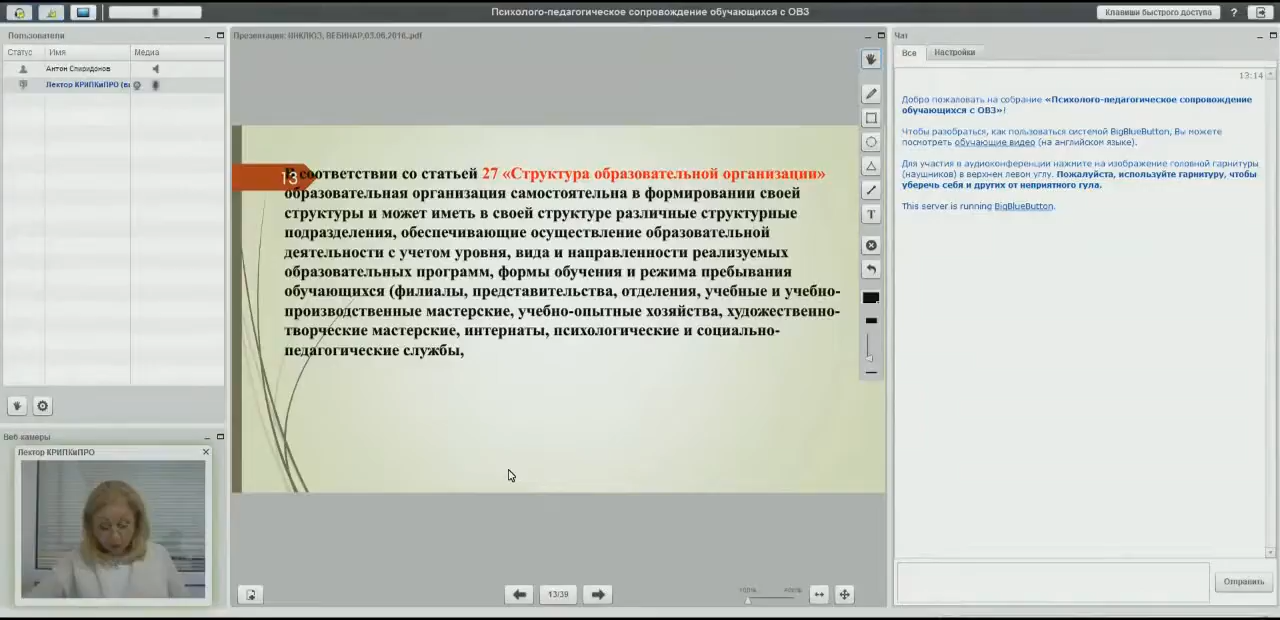 Психолого-педагогическое сопровождение обучающихся с ОВЗ
Клавиши быстрого доступа
?
Пользователи
Статус Имя Медиа
Антон Спиридонов
Лектор КРИПКиПРО (вы
Веб камеры
Лектор КРИПКиПРО
Презентация: ИНКЛЮЗ, ВЕБИНАР,03.06.2016..pdf
13
В соответствии со статьей 27 «Структура образовательной организации»
образовательная организация самостоятельна в формировании своей
структуры и может иметь в своей структуре различные структурные
подразделения, обеспечивающие осуществление образовательной
деятельности с учетом уровня, вида и направленности реализуемых
образовательных программ, формы обучения и режима пребывания
обучающихся (филиалы, представительства, отделения, учебные и учебно-
производственные мастерские, учебно-опытные хозяйства, художественно-
творческие мастерские, интернаты, психологические и социально-
педагогические службы,
T
13/39
Чат
Все Настройки
13:14
Добро пожаловать на собрание «Психолого-педагогическое сопровождение
обучающихся с ОВЗ»!
Чтобы разобраться, как пользоваться системой BigBlueButton, Вы можете
посмотреть обучающие видео (на английском языке).
Для участия в аудиоконференции нажмите на изображение головной гарнитуры
(наушников) в верхнем левом углу. Пожалуйста, используйте гарнитуру, чтобы
уберечь себя и других от неприятного гула.
This server is running BigBlueButton.
Отправить